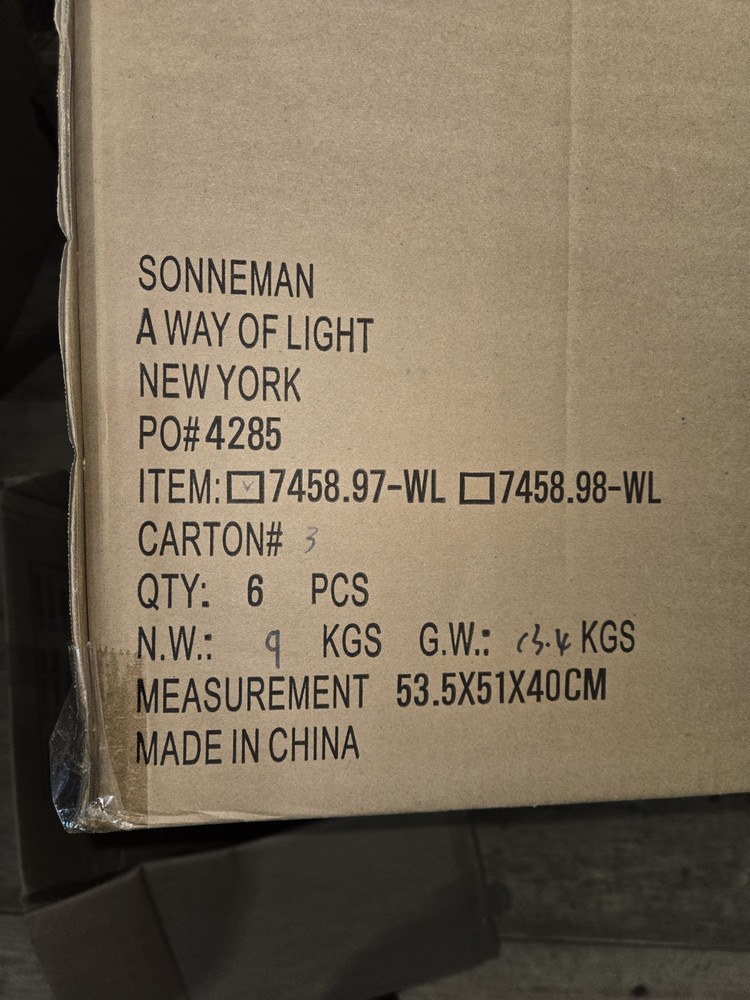 SONNEMAN
A WAY OF LIGHT
NEW YORK
PO#4285
ITEM: ☑7458.97-WL ☐7458.98-WL
CARTON# 3
QTY: 6 PCS
N.W.: 9 KGS G.W.: 13.4 KGS
MEASUREMENT 53.5X51X40CM
MADE IN CHINA